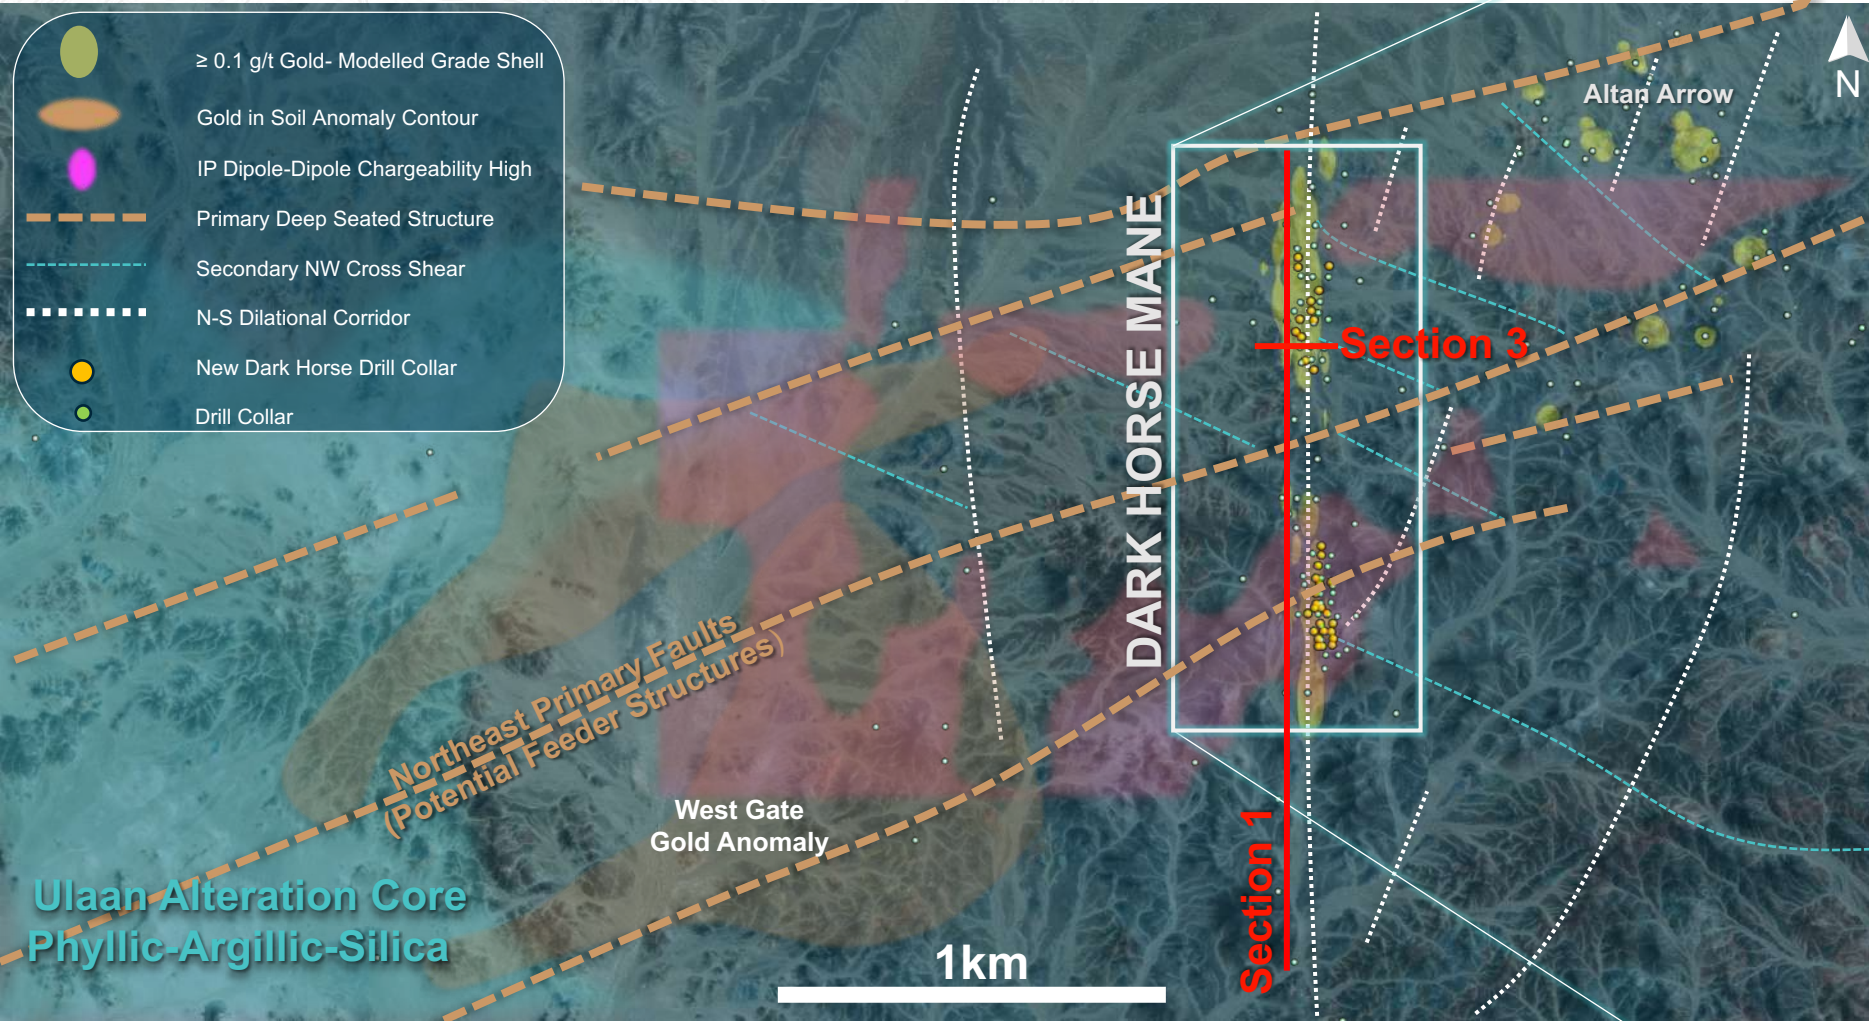 ≥ 0.1 g/t Gold- Modelled Grade Shell
Gold in Soil Anomaly Contour
IP Dipole-Dipole Chargeability High
Primary Deep Seated Structure
Secondary NW Cross Shear
N-S Dilational Corridor
New Dark Horse Drill Collar
Drill Collar
Altan Arrow
N
DARK HORSE MANE
Section 3
Northeast Primary Faults
(Potential Feeder Structures)
West Gate
Gold Anomaly
Section 1
Ulaan Alteration Core
Phyllic-Argillic-Silica
1km